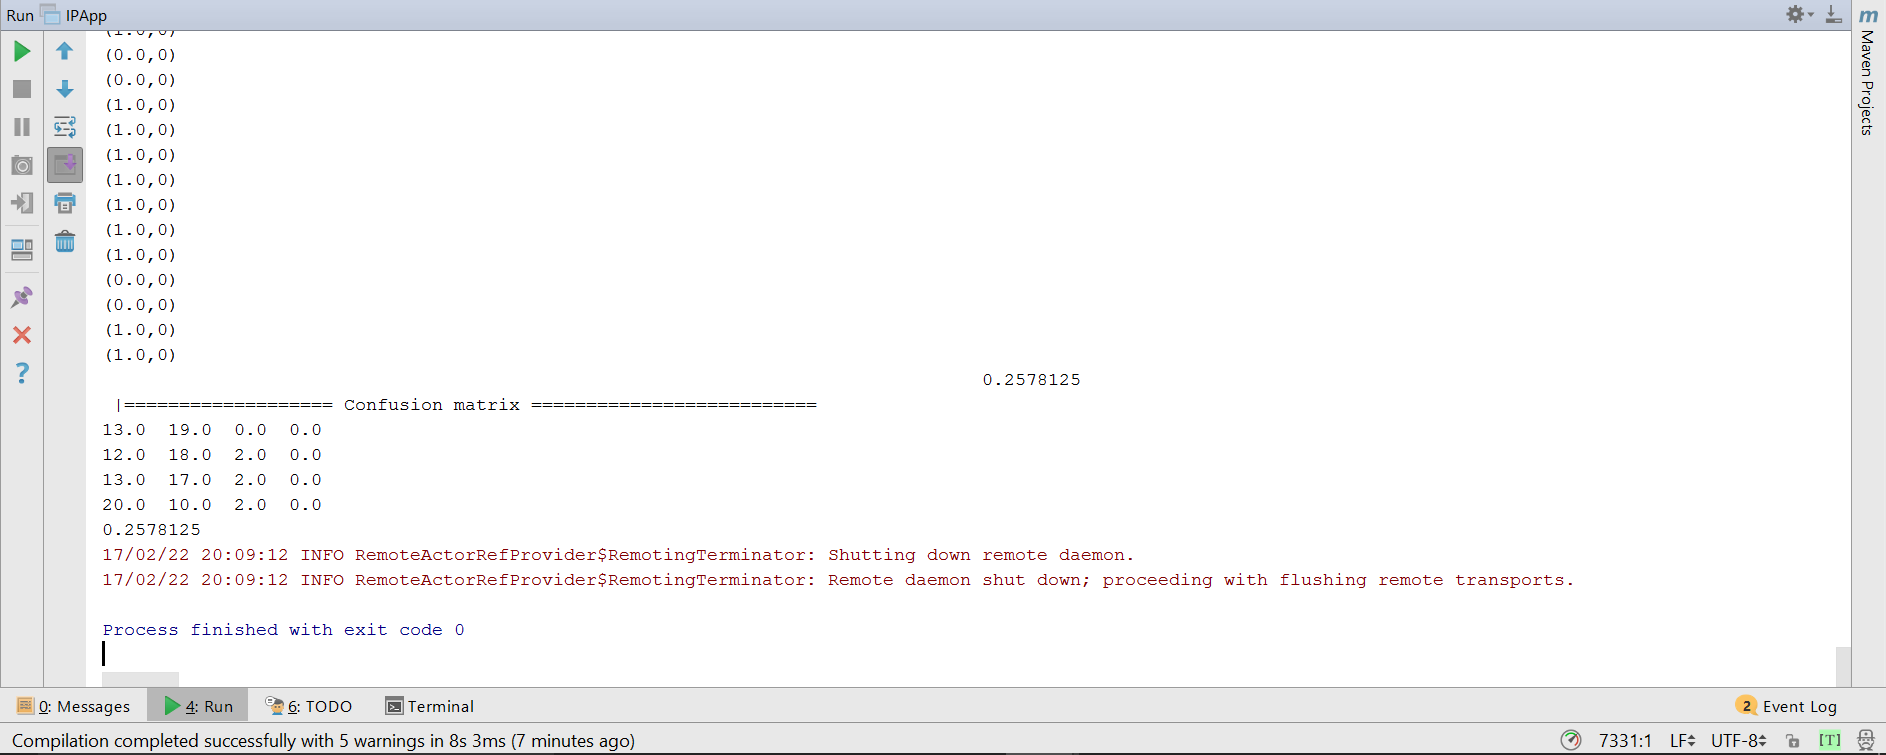 Run IPApp
(1.0,0)
(0.0,0)
(0.0,0)
(1.0,0)
(1.0,0)
(1.0,0)
(1.0,0)
(1.0,0)
(1.0,0)
(1.0,0)
(0.0,0)
(0.0,0)
(1.0,0)
(1.0,0)
0.2578125
|=================== Confusion matrix ==========================
13.0 19.0 0.0 0.0
12.0 18.0 2.0 0.0
13.0 17.0 2.0 0.0
20.0 10.0 2.0 0.0
0.2578125
17/02/22 20:09:12 INFO RemoteActorRefProvider$RemotingTerminator: Shutting down remote daemon.
17/02/22 20:09:12 INFO RemoteActorRefProvider$RemotingTerminator: Remote daemon shut down; proceeding with flushing remote transports.
Process finished with exit code 0
m Maven Projects
0: Messages 4: Run 6: TODO Terminal 2 Event Log
Compilation completed successfully with 5 warnings in 8s 3ms (7 minutes ago) 7331:1 LF UTF-8 [T]